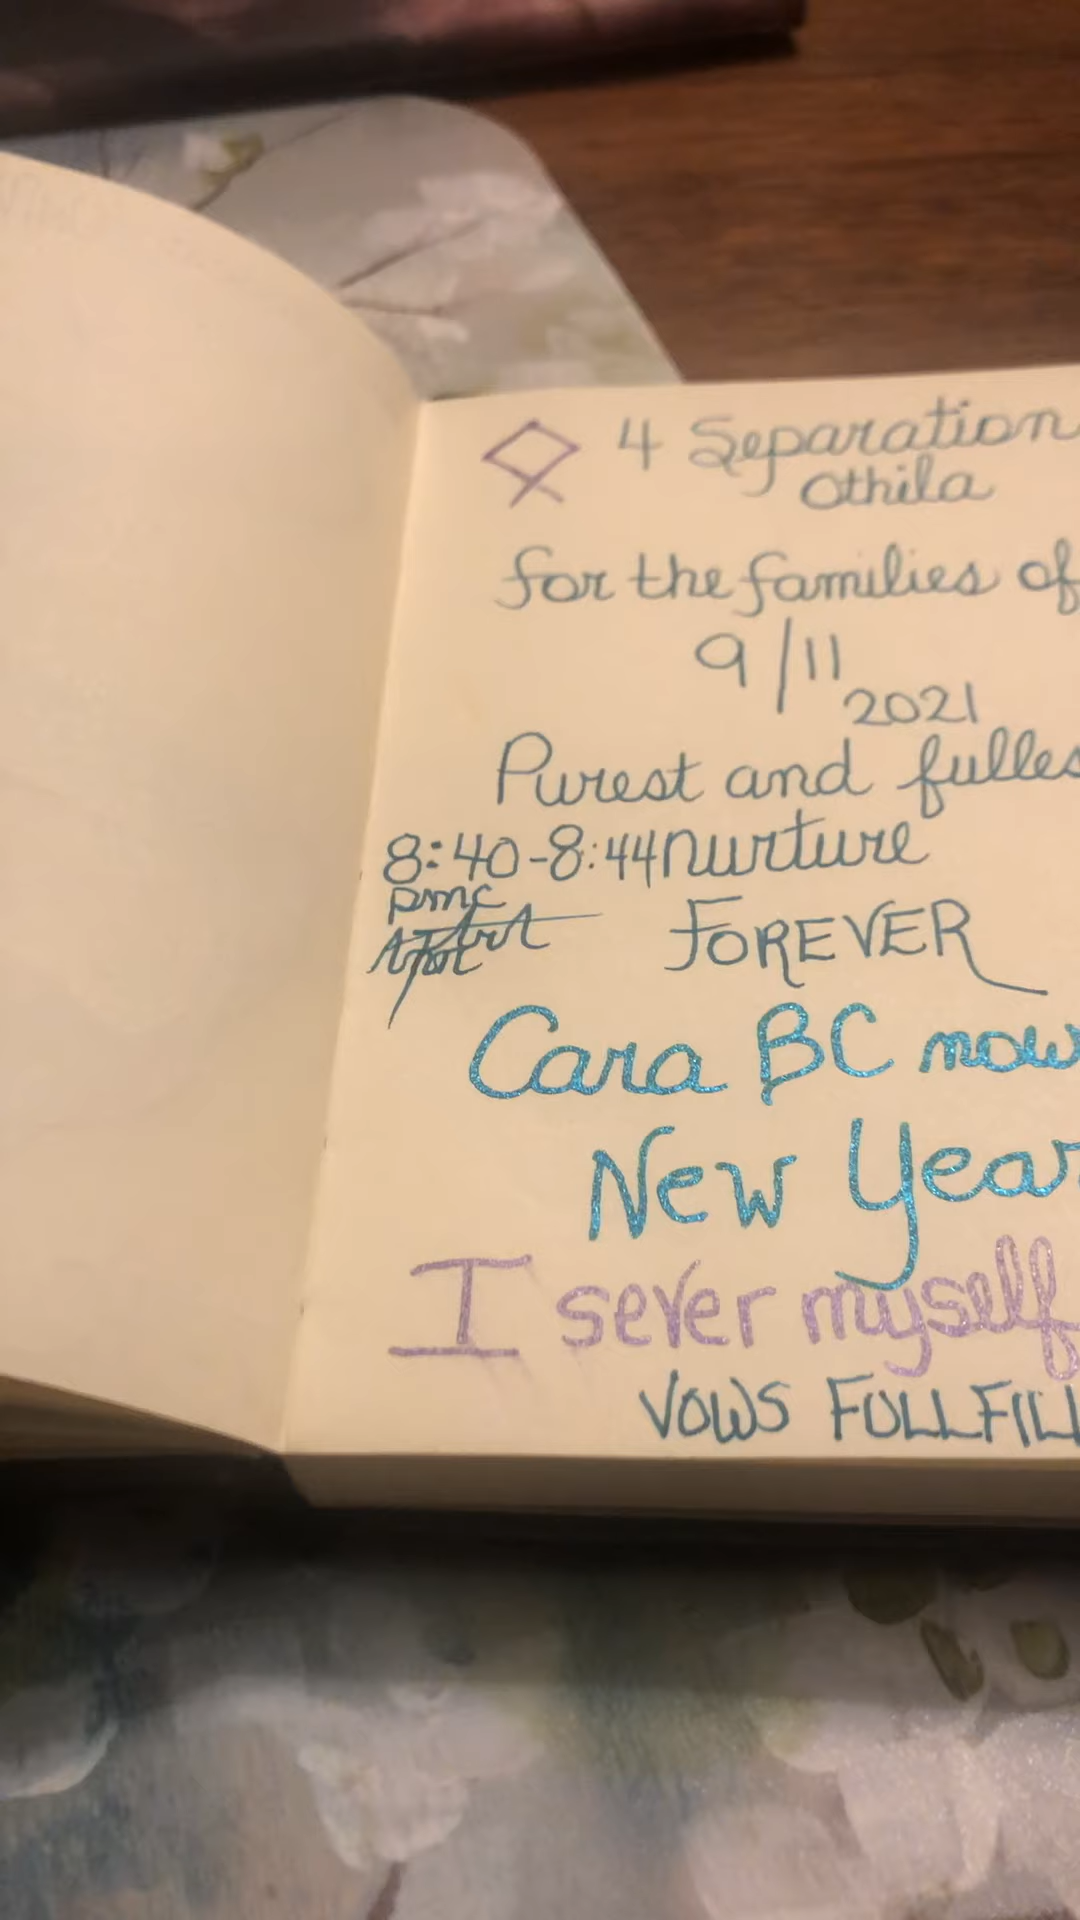 4 Separation
Othila
for the families of
9/11
2021
Purest and fulles
8:40-8:44 nurture
pmc
FOREVER
Cara BC now
New Year
I sever myself
VOWS FULLFILL